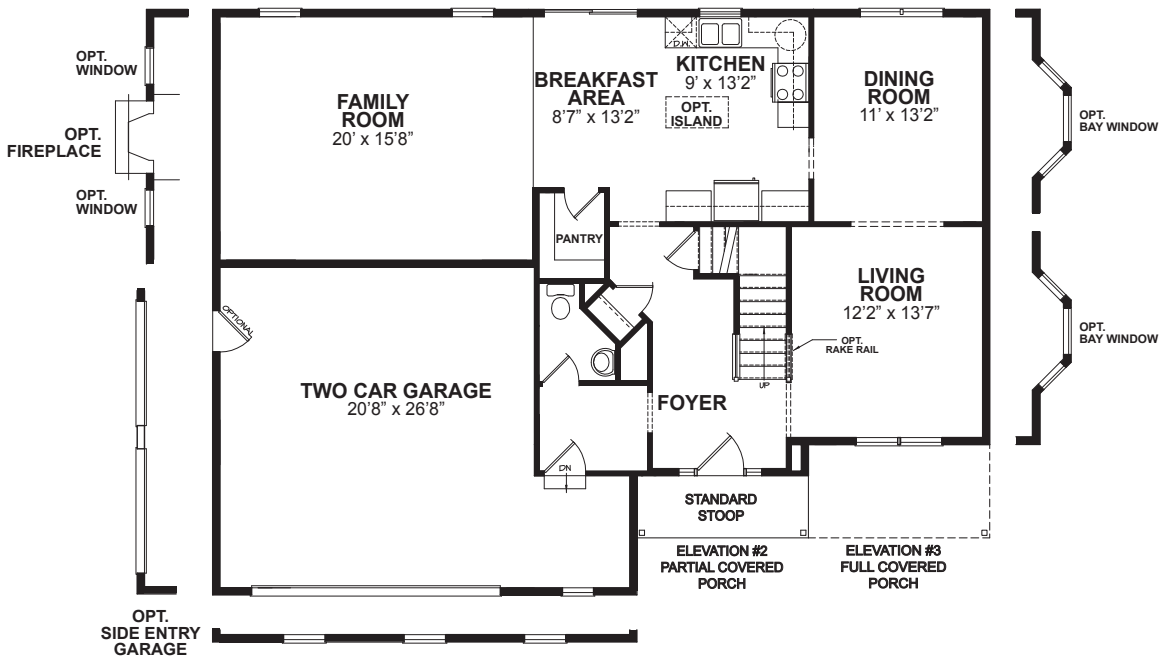 OPT.
WINDOW
OPT.
FIREPLACE
OPT.
WINDOW
FAMILY
ROOM
20' x 15'8”
BREAKFAST
AREA
8'7” x 13'2”
D.W.
KITCHEN
9' x 13'2”
OPT.
ISLAND
DINING
ROOM
11' x 13'2”
OPT.
BAY WINDOW
PANTRY
LIVING
ROOM
12'2” x 13'7”
OPT.
RAKE RAIL
OPT.
BAY WINDOW
OPTIONAL
TWO CAR GARAGE
20'8” x 26'8”
UP
FOYER
DN
STANDARD
STOOP
ELEVATION #2
PARTIAL COVERED
PORCH
ELEVATION #3
FULL COVERED
PORCH
OPT.
SIDE ENTRY
GARAGE